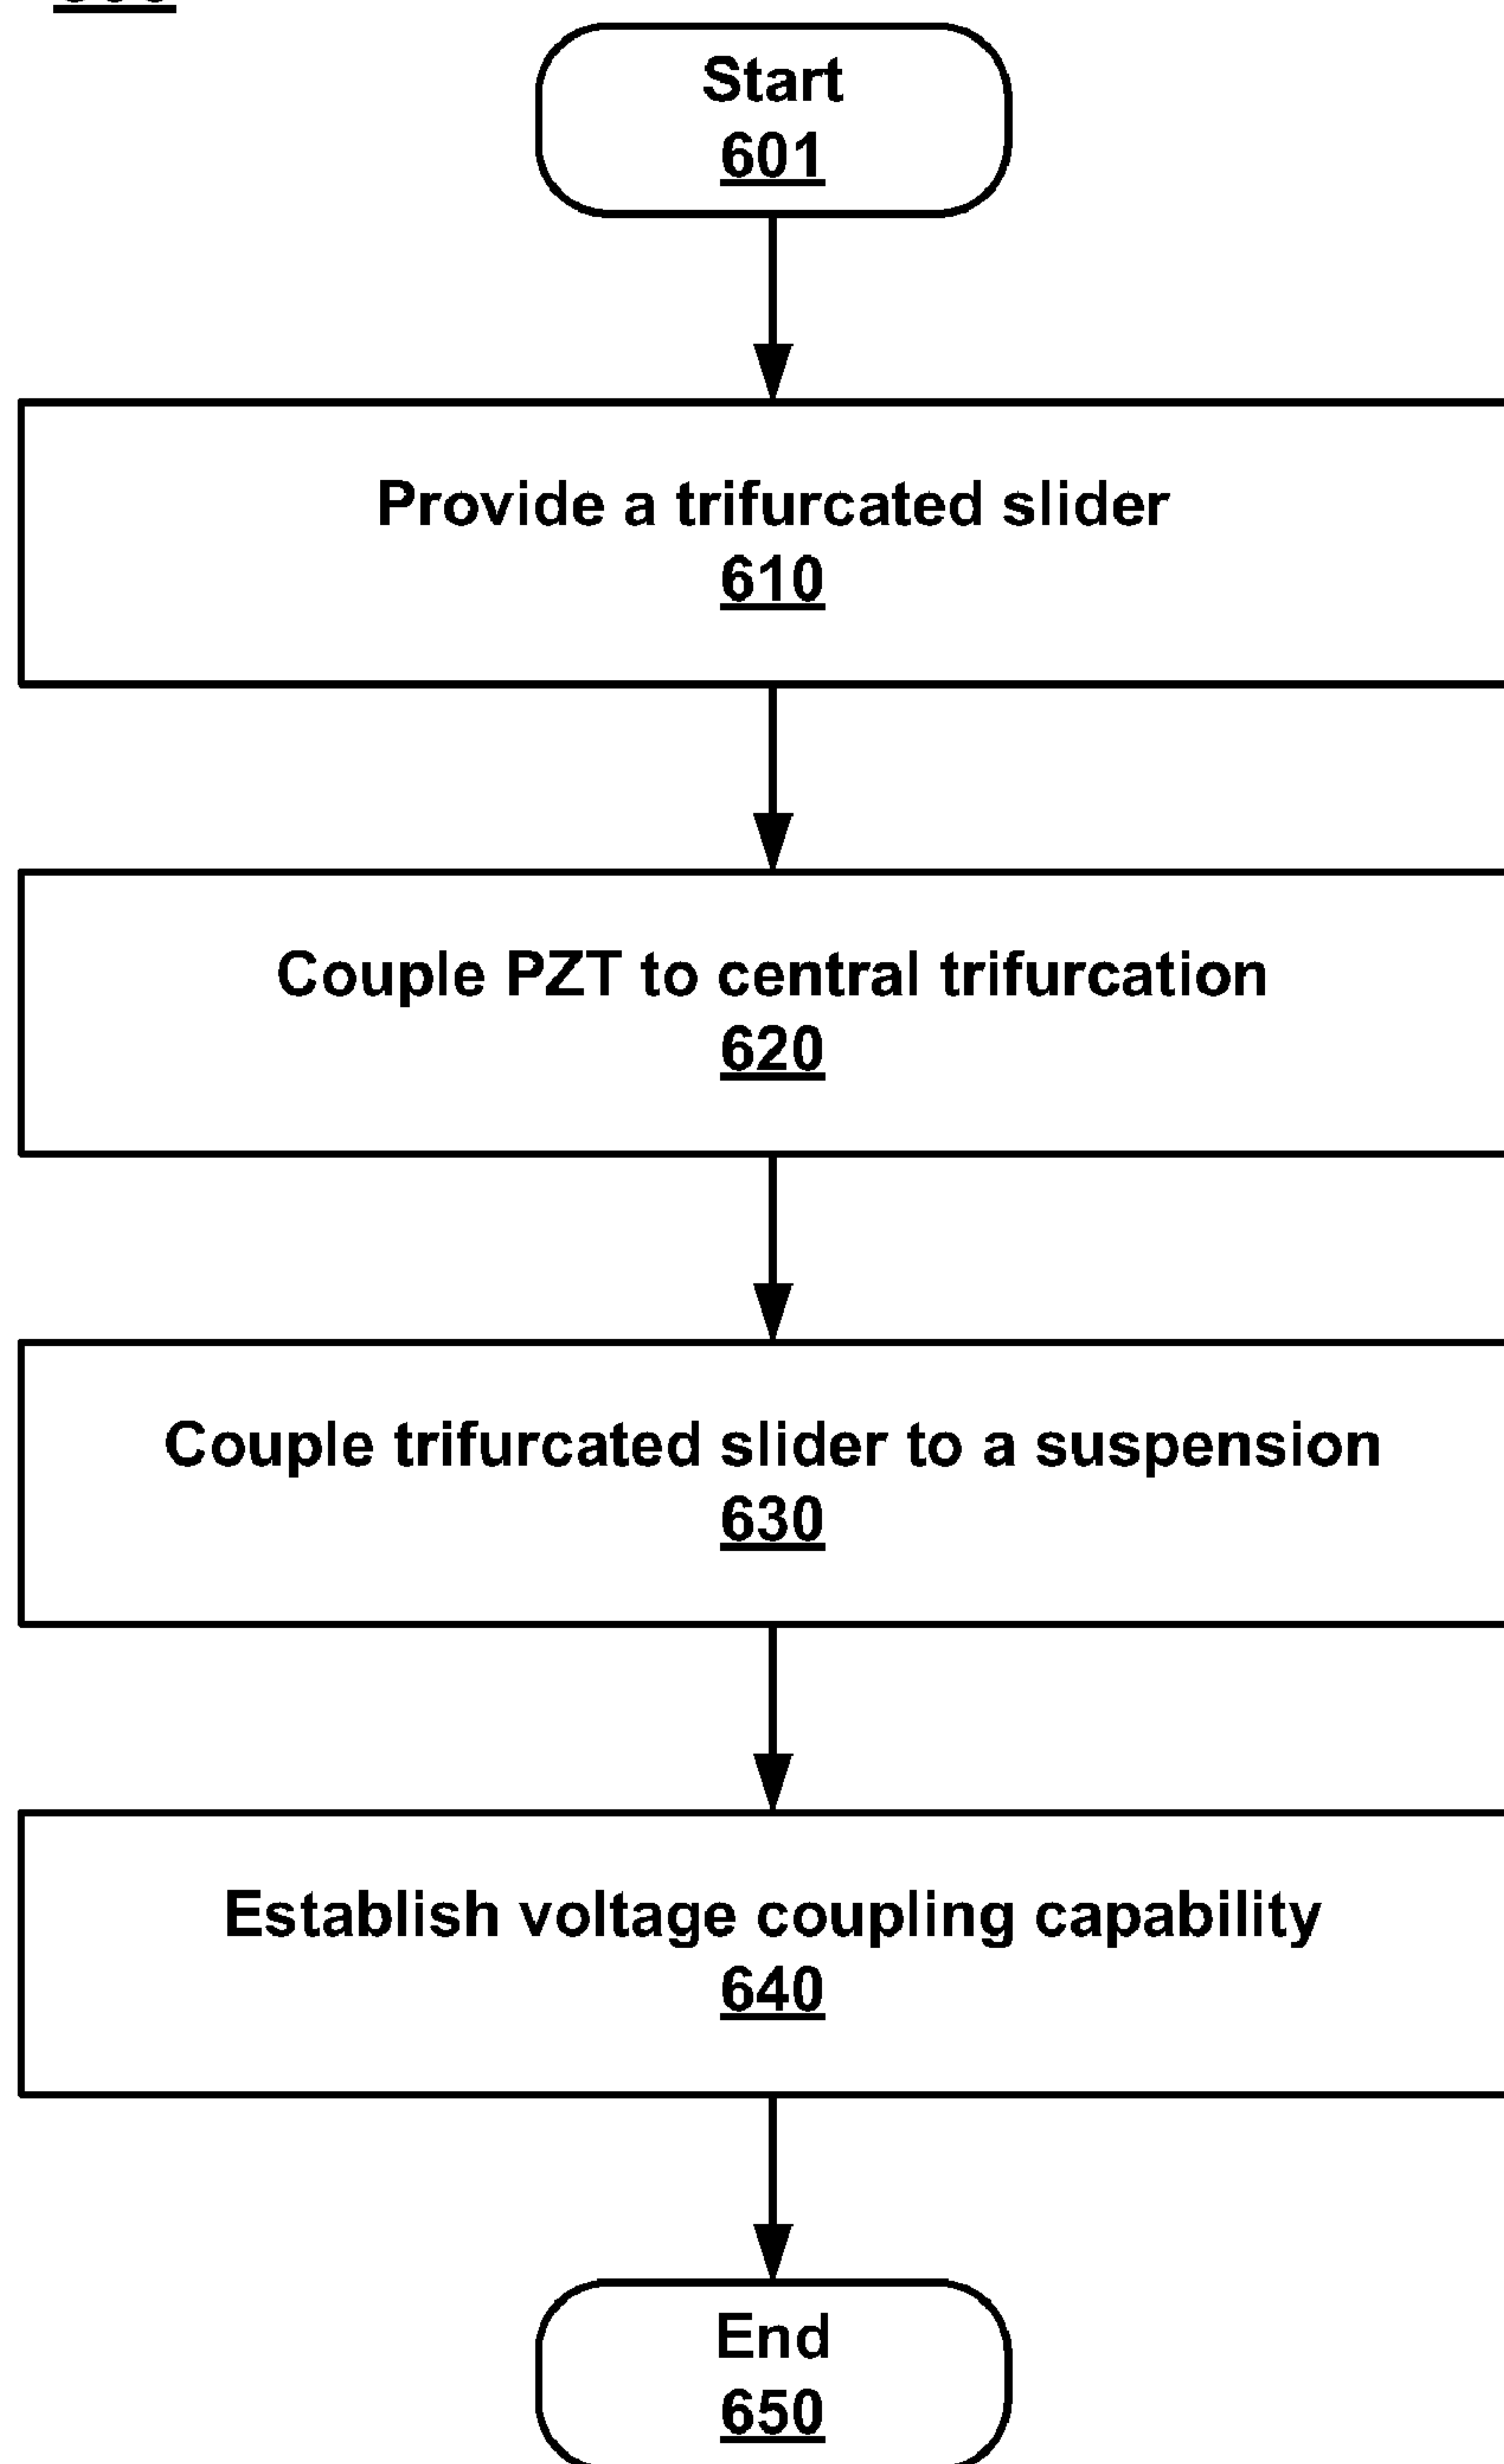 Start
601
Provide a trifurcated slider
610
Couple PZT to central trifurcation
620
Couple trifurcated slider to a suspension
630
Establish voltage coupling capability
640
End
650